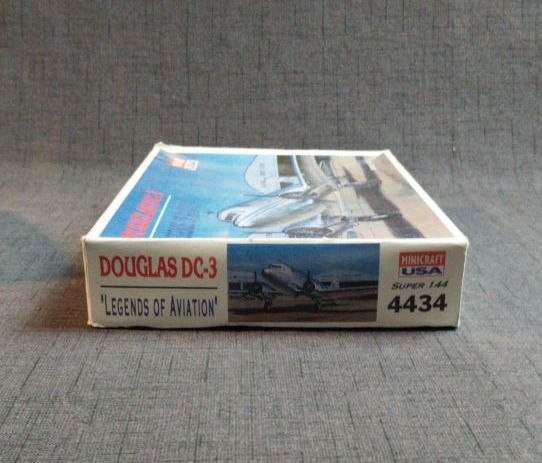 DOUGLAS DC-3
"LEGENDS OF AVIATION"
MINICRAFT
USA
SUPER 144
4434